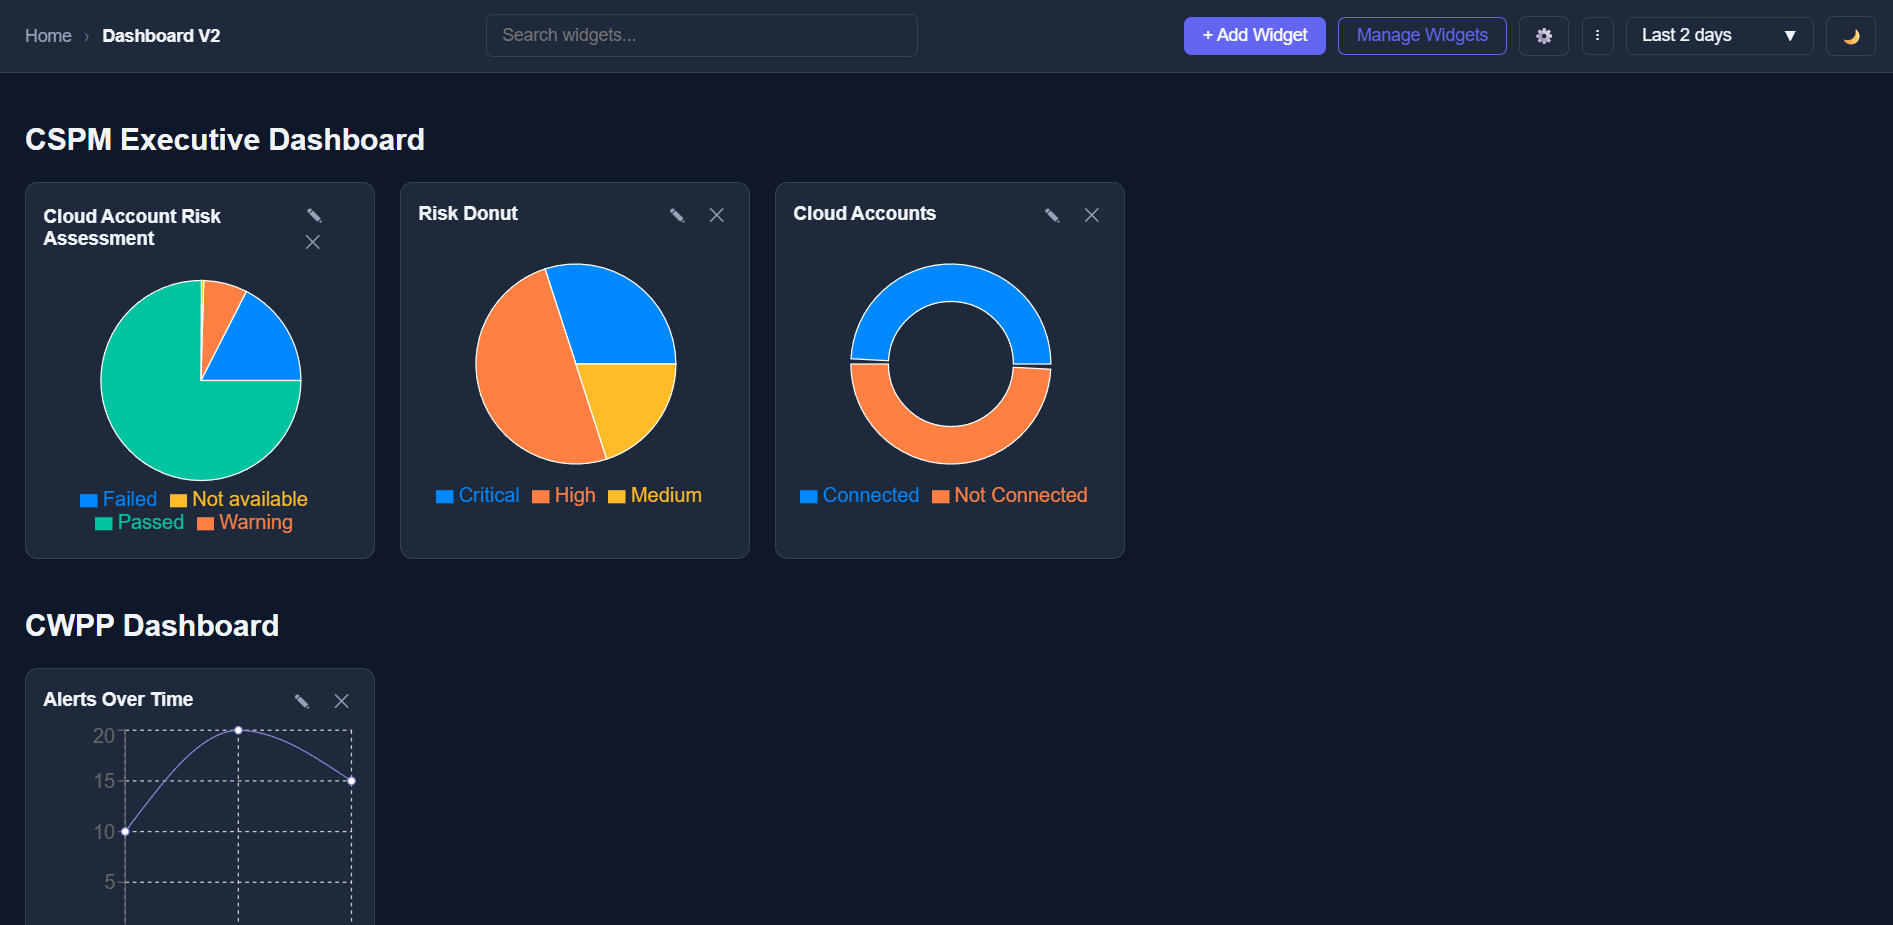 Home › Dashboard V2
Search widgets...
+ Add Widget
Manage Widgets
Last 2 days
CSPM Executive Dashboard
Cloud Account Risk
Assessment
Failed Not available
Passed Warning
Risk Donut
Critical High Medium
Cloud Accounts
Connected Not Connected
CWPP Dashboard
Alerts Over Time
20
15
10
5